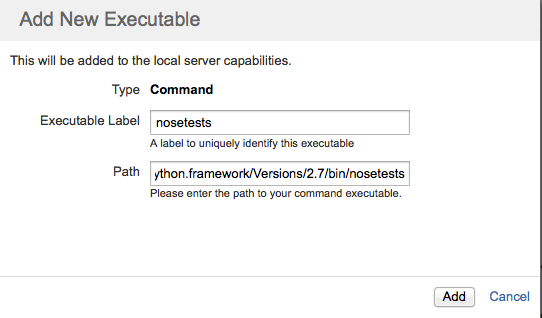 Add New Executable
This will be added to the local server capabilities.
Type Command
Executable Label nosetests
A label to uniquely identify this executable
Path ython.framework/Versions/2.7/bin/nosetests
Please enter the path to your command executable.
Add Cancel